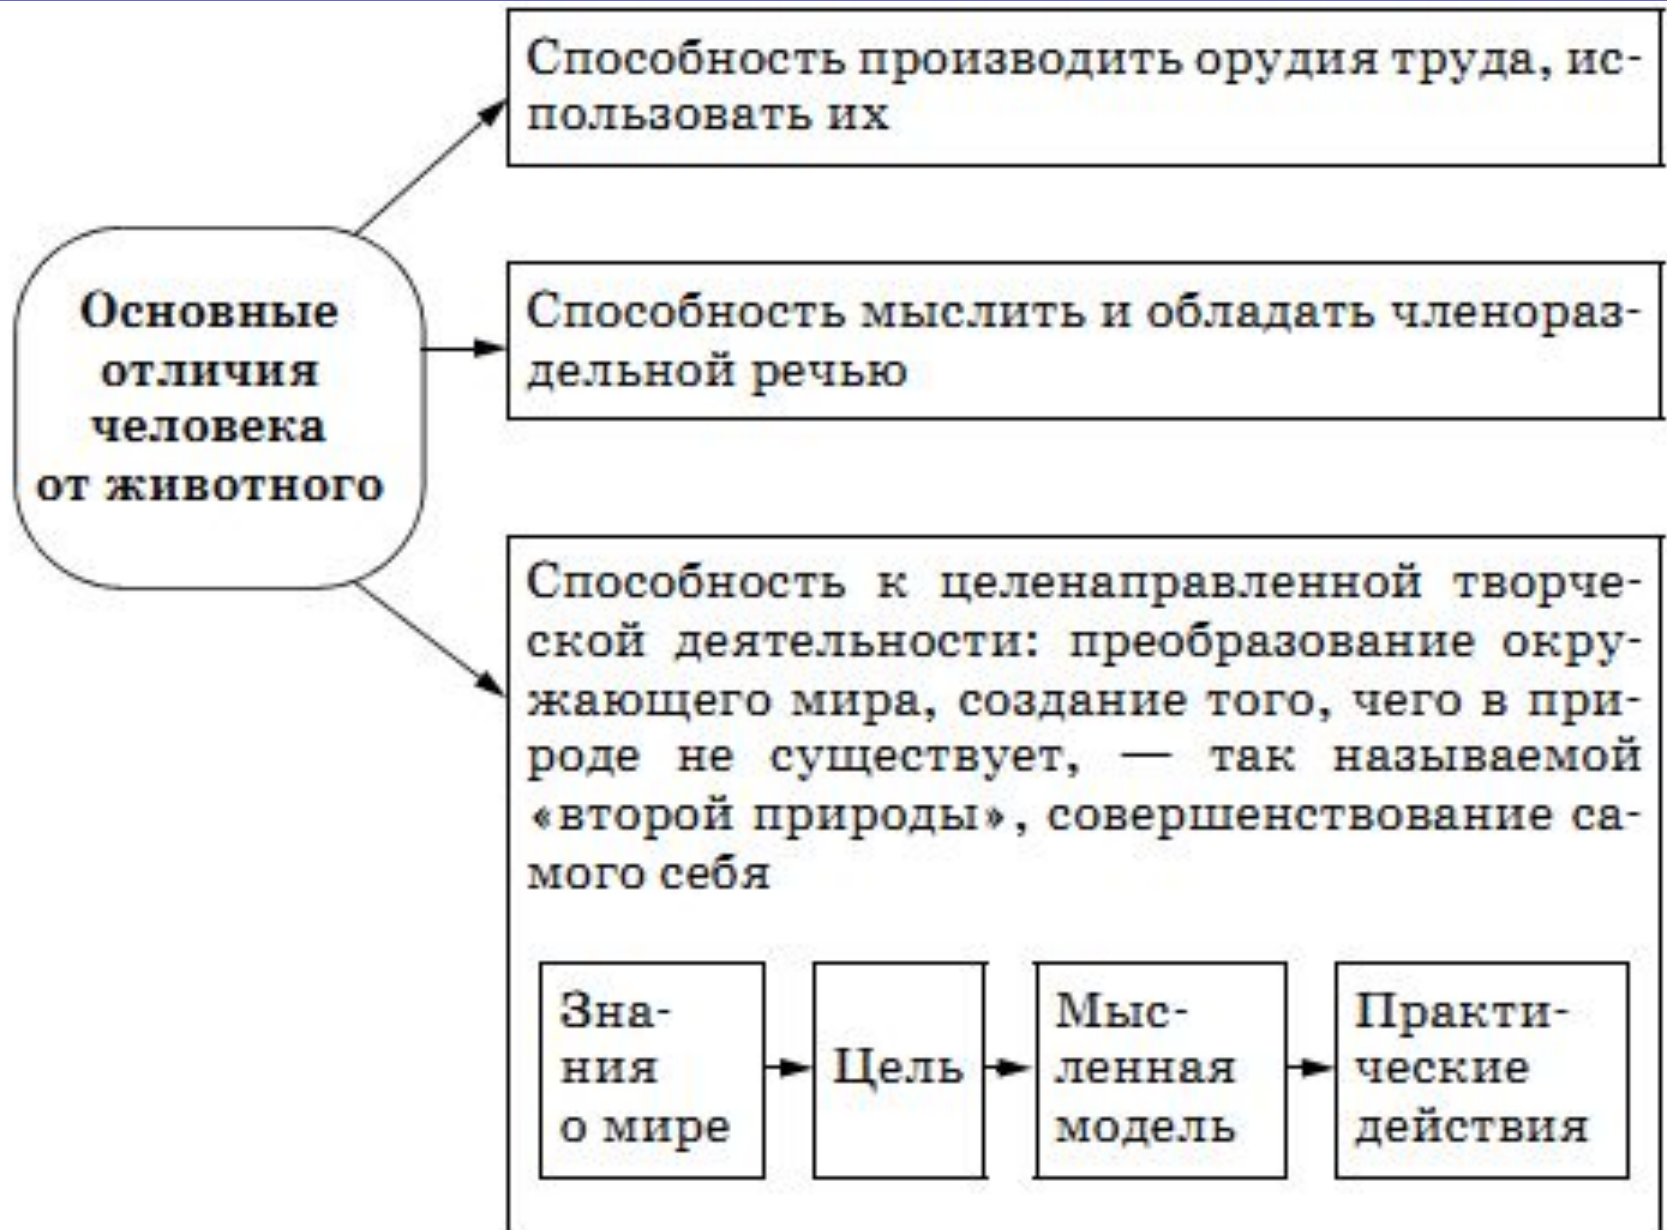 Способность производить орудия труда, ис-
пользовать их
Основные
отличия
человека
от животного
Способность мыслить и обладать членораз-
дельной речью
Способность к целенаправленной творче-
ской деятельности: преобразование окру-
жающего мира, создание того, чего в при-
роде не существует, — так называемой
«второй природы», совершенствование са-
мого себя
Зна-
ния
о мире
Цель
Мыс-
ленная
модель
Практи-
ческие
действия